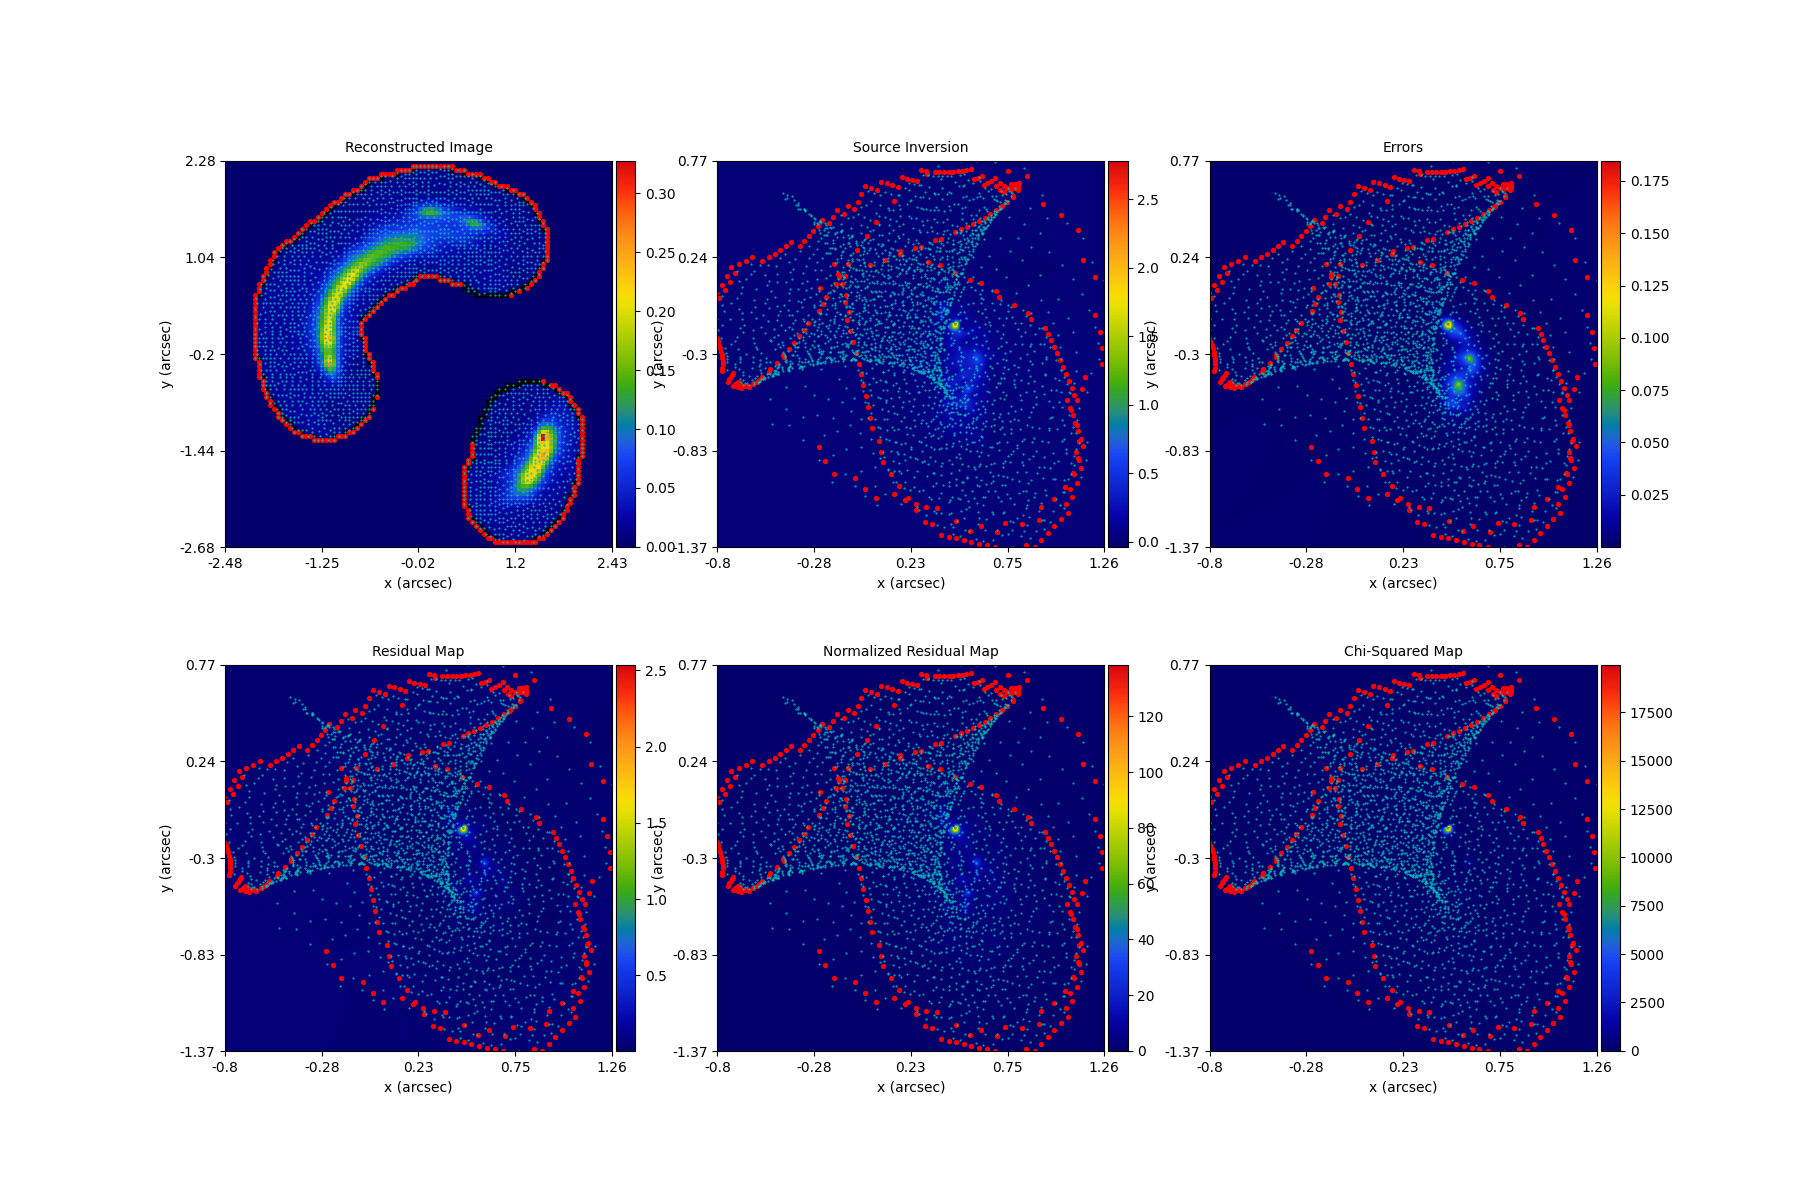 Reconstructed Image
2.28
1.04
-0.2
-1.44
-2.68
y (arcsec)
-2.48 -1.25 -0.02 1.2 2.43
x (arcsec)
0.30
0.25
0.20
0.15
0.10
0.05
0.00
Source Inversion
0.77
0.24
-0.3
-0.83
-1.37
y (arcsec)
-0.8 -0.28 0.23 0.75 1.26
x (arcsec)
2.5
2.0
1.5
1.0
0.5
0.0
Errors
0.77
0.24
-0.3
-0.83
-1.37
y (arcsec)
-0.8 -0.28 0.23 0.75 1.26
x (arcsec)
0.175
0.150
0.125
0.100
0.075
0.050
0.025
Residual Map
0.77
0.24
-0.3
-0.83
-1.37
y (arcsec)
-0.8 -0.28 0.23 0.75 1.26
x (arcsec)
2.5
2.0
1.5
1.0
0.5
Normalized Residual Map
0.77
0.24
-0.3
-0.83
-1.37
y (arcsec)
-0.8 -0.28 0.23 0.75 1.26
x (arcsec)
120
100
80
60
40
20
0
Chi-Squared Map
0.77
0.24
-0.3
-0.83
-1.37
y (arcsec)
-0.8 -0.28 0.23 0.75 1.26
x (arcsec)
17500
15000
12500
10000
7500
5000
2500
0